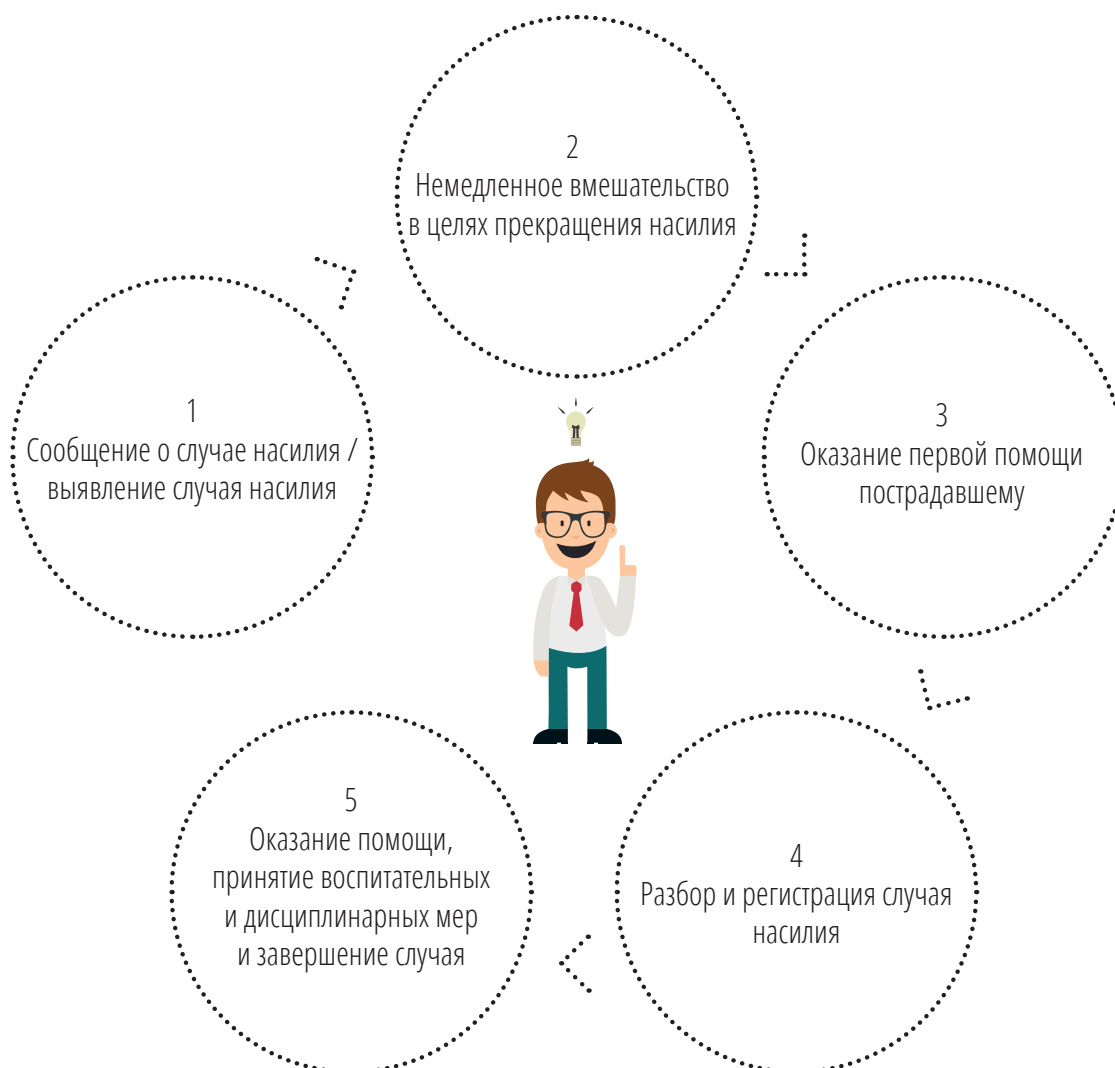 1
Сообщение о случае насилия /
выявление случая насилия
2
Немедленное вмешательство
в целях прекращения насилия
3
Оказание первой помощи
пострадавшему
4
Разбор и регистрация случая
насилия
5
Оказание помощи,
принятие воспитательных
и дисциплинарных мер
и завершение случая